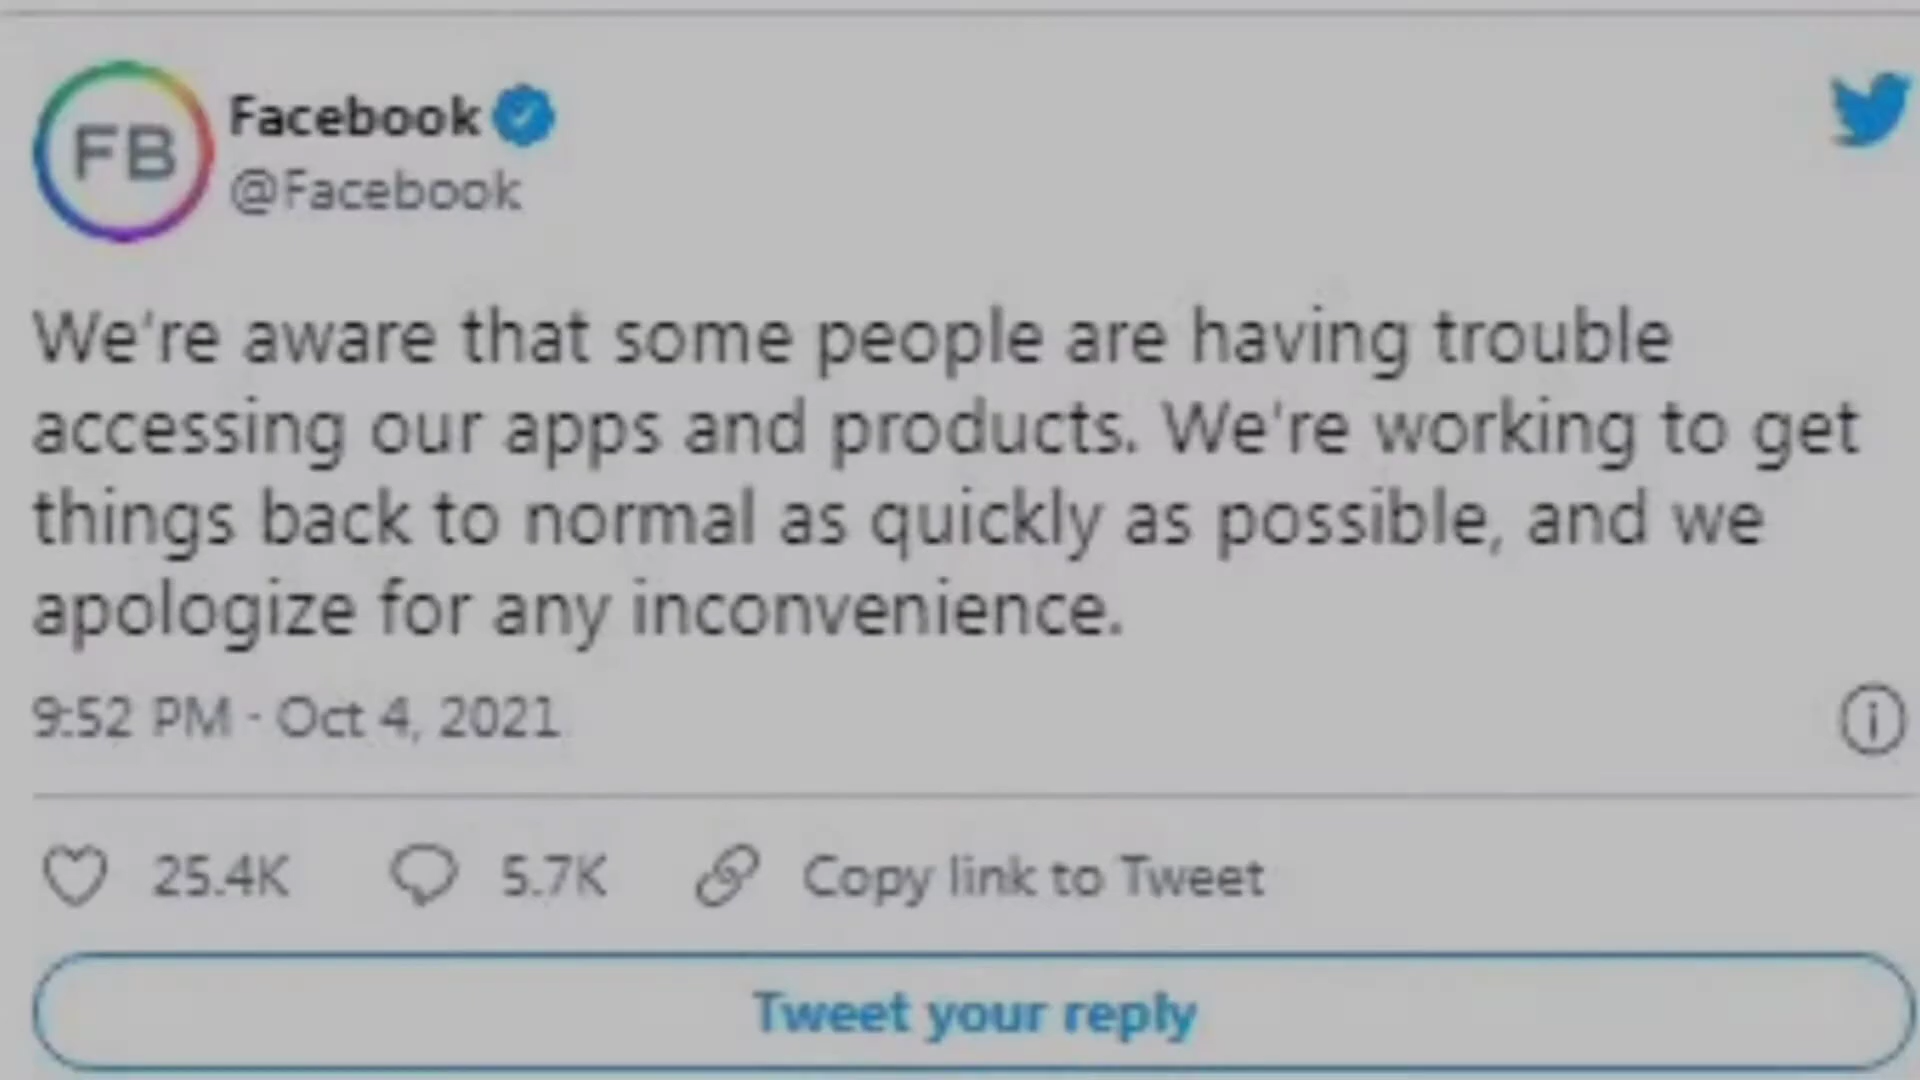 FB
Facebook
@Facebook
We're aware that some people are having trouble
accessing our apps and products. We're working to get
things back to normal as quickly as possible, and we
apologize for any inconvenience.
9:52 PM · Oct 4, 2021
25.4K 5.7K Copy link to Tweet
Tweet your reply